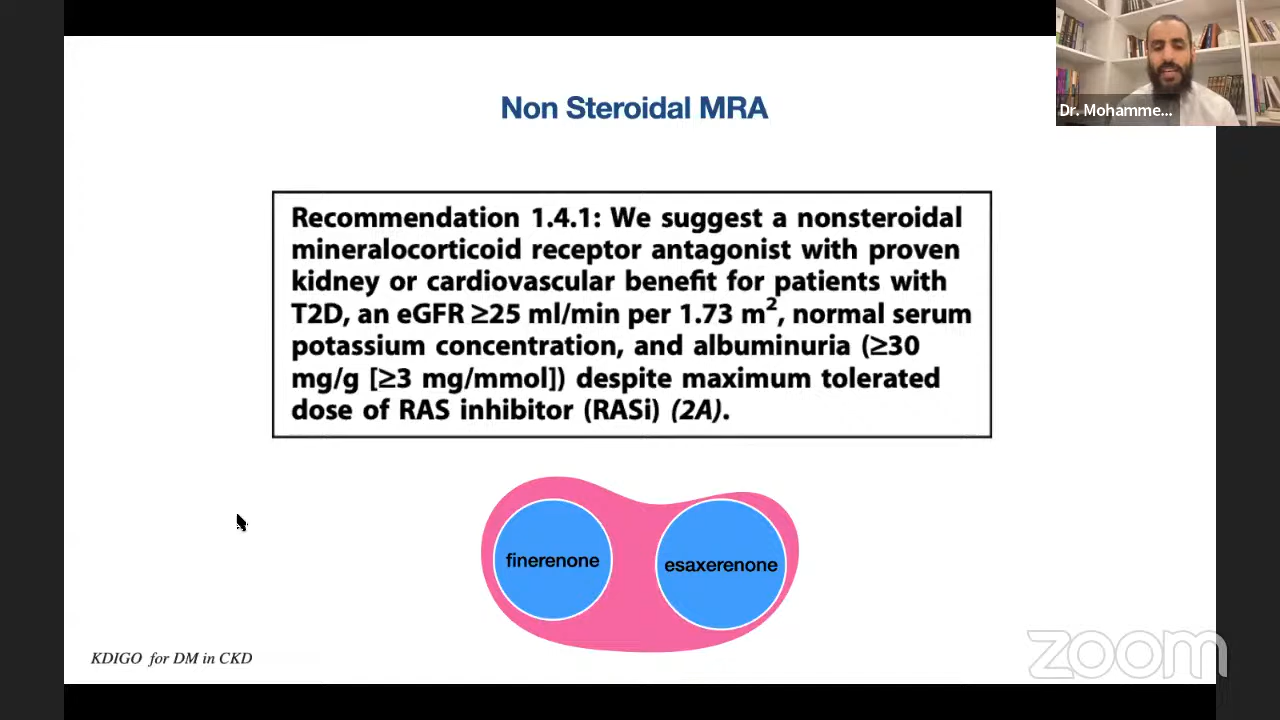 Dr. Mohamme...
Non Steroidal MRA
Recommendation 1.4.1: We suggest a nonsteroidal
mineralocorticoid receptor antagonist with proven
kidney or cardiovascular benefit for patients with
T2D, an eGFR ≥25 ml/min per 1.73 m², normal serum
potassium concentration, and albuminuria (≥30
mg/g [≥3 mg/mmol]) despite maximum tolerated
dose of RAS inhibitor (RASi) (2A).
finerenone
esaxerenone
KDIGO for DM in CKD
zoom